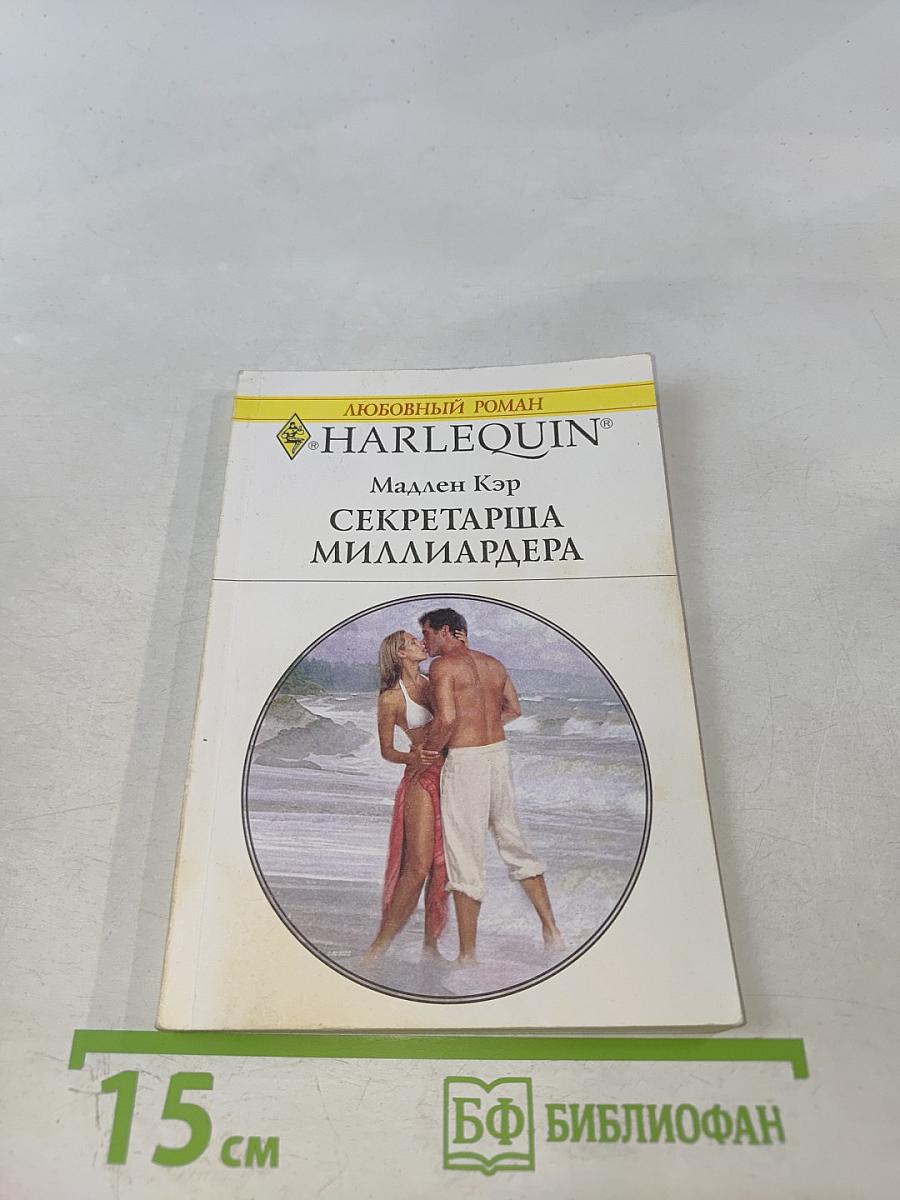 ЛЮБОВНЫЙ РОМАН
® HARLEQUIN®
Мадлен Кэр
СЕКРЕТАРША
МИЛЛИАРДЕРА
15 см
БФ БИБЛИОФАН